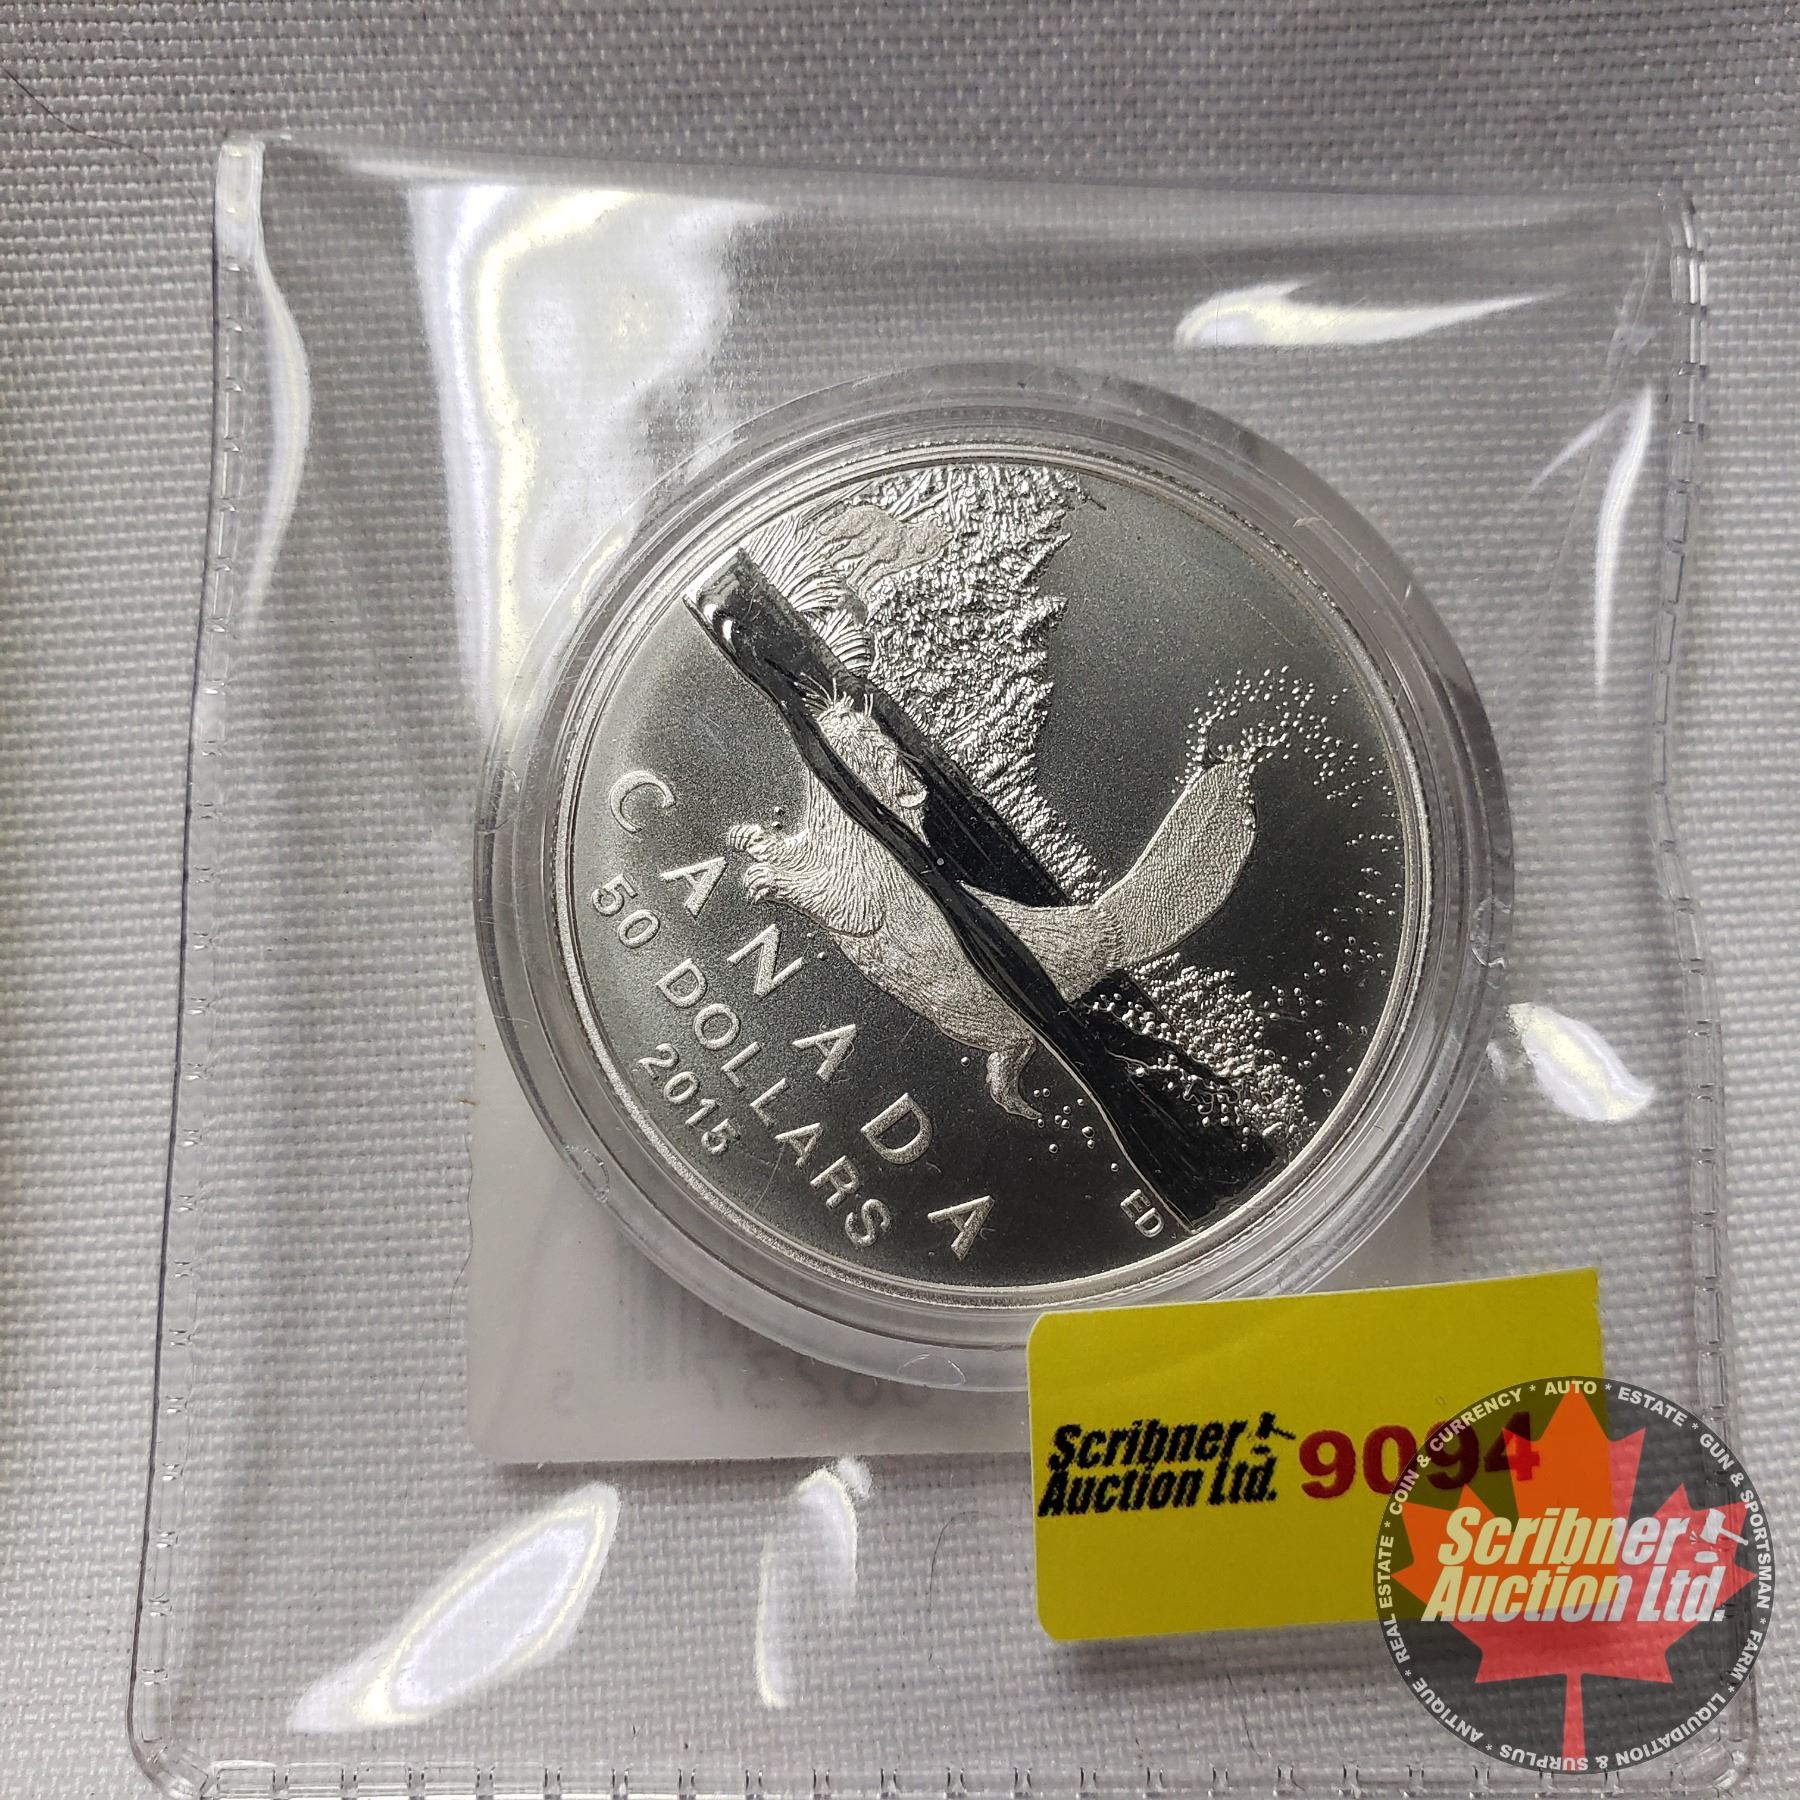 CANADA
50 DOLLARS
2015
ED
Scribner
Auction Ltd.
9094
COIN & CURRENCY * AUTO * ESTATE * GUN & SPORTSMAN * FARM * LIQUIDATION & SURPLUS * ANTIQUE * REAL ESTATE *
Scribner
Auction Ltd.